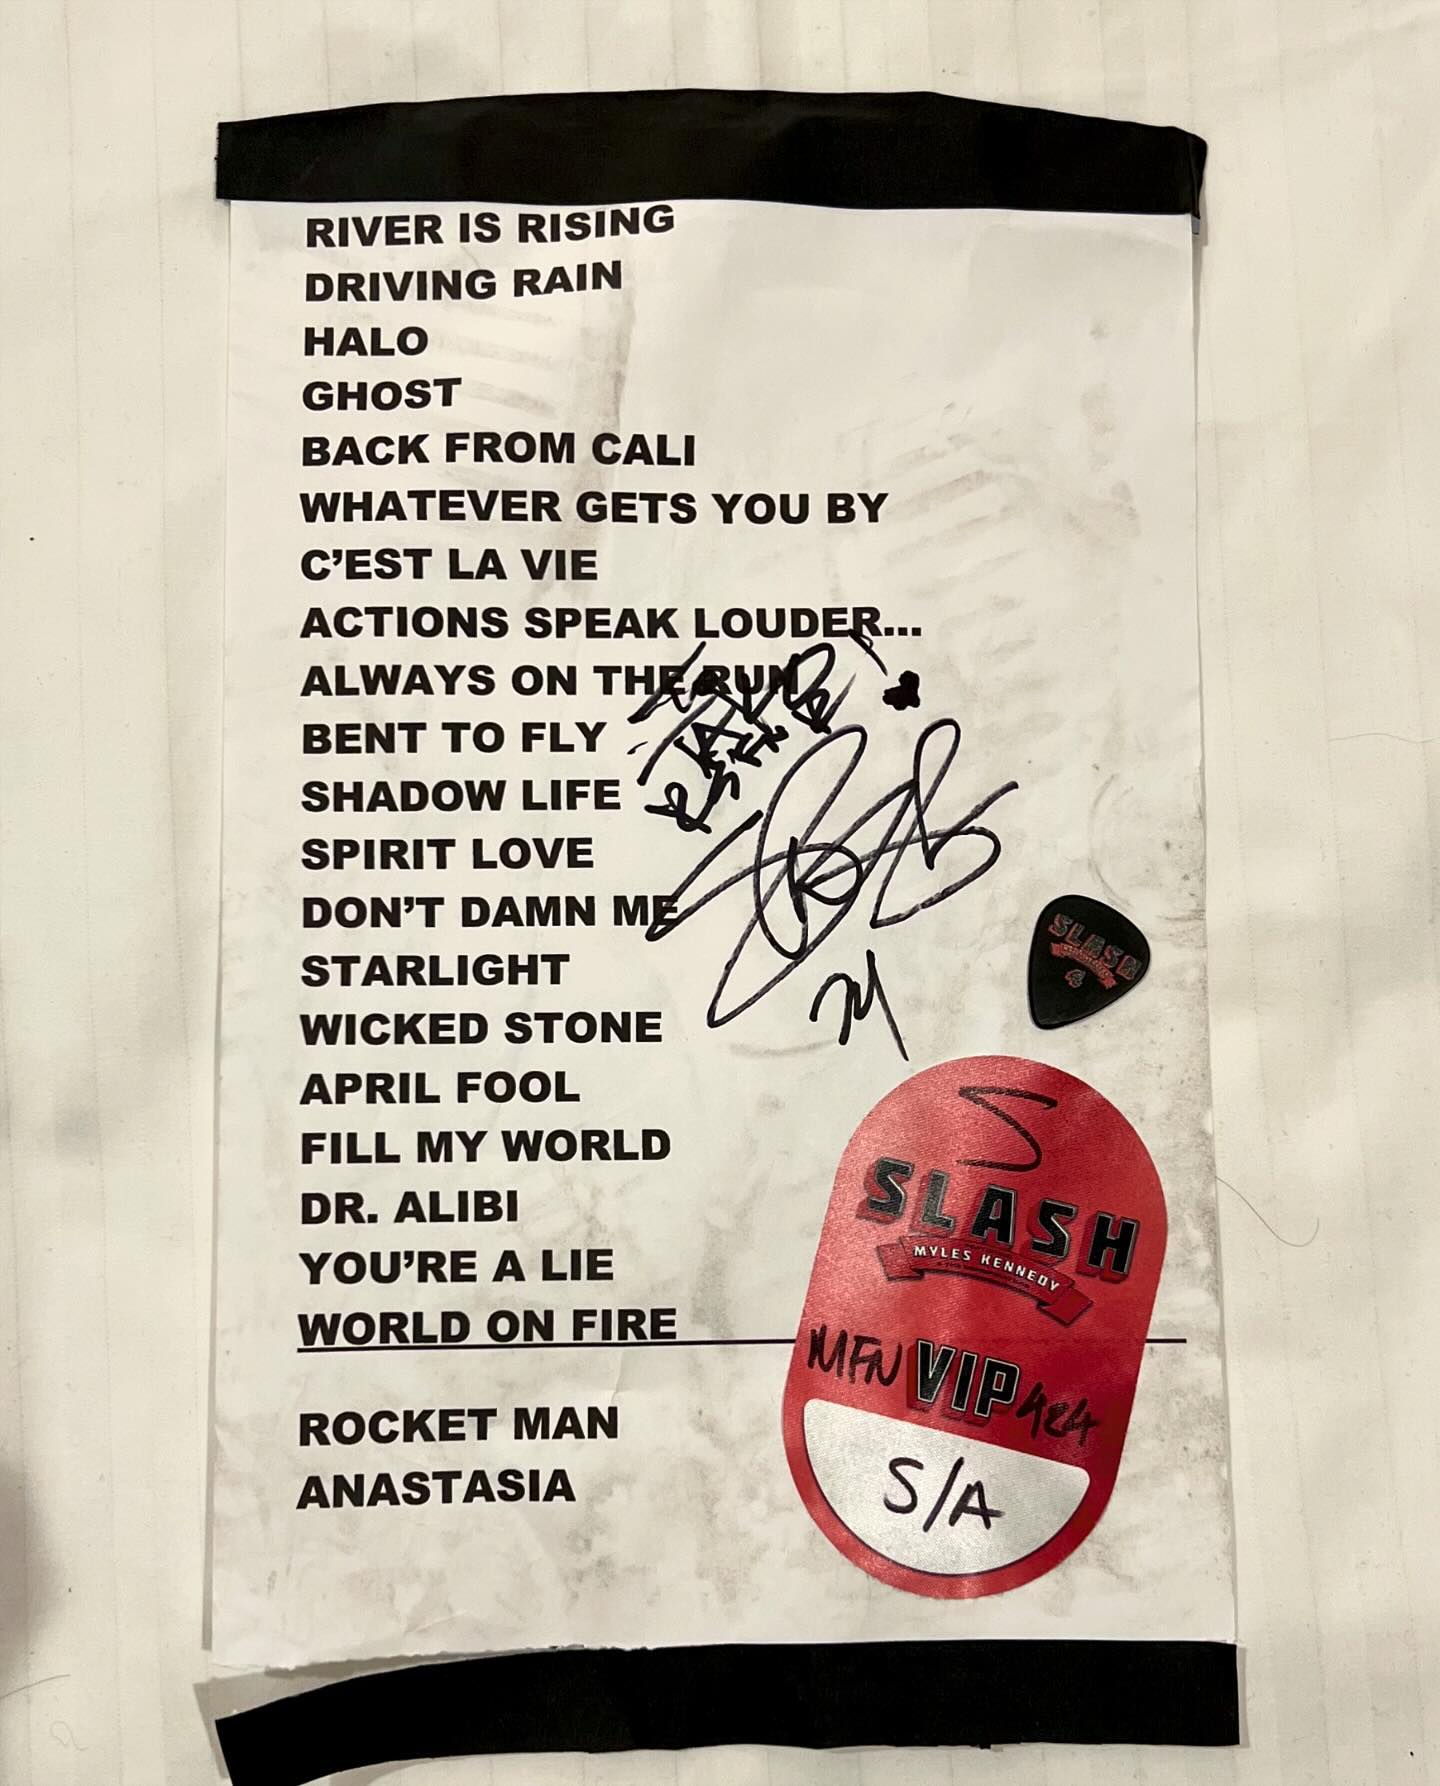 RIVER IS RISING
DRIVING RAIN
HALO
GHOST
BACK FROM CALI
WHATEVER GETS YOU BY
C'EST LA VIE
ACTIONS SPEAK LOUDER...
ALWAYS ON THE RUN
BENT TO FLY
SHADOW LIFE
SPIRIT LOVE
DON'T DAMN ME
STARLIGHT
WICKED STONE
APRIL FOOL
FILL MY WORLD
DR. ALIBI
YOU'RE A LIE
WORLD ON FIRE
ROCKET MAN
ANASTASIA
SLASH
4
S
SLASH
MYLES KENNEDY
MFN VIP 424
S/A